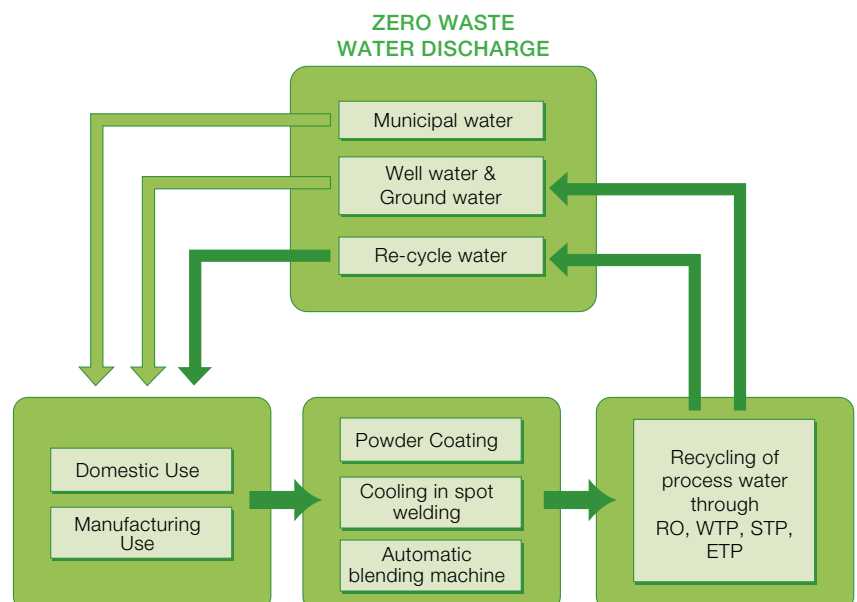 ZERO WASTE
WATER DISCHARGE
Municipal water
Well water &
Ground water
Re-cycle water
Domestic Use
Manufacturing
Use
Powder Coating
Cooling in spot
welding
Automatic
blending machine
Recycling of
process water
through
RO, WTP, STP,
ETP